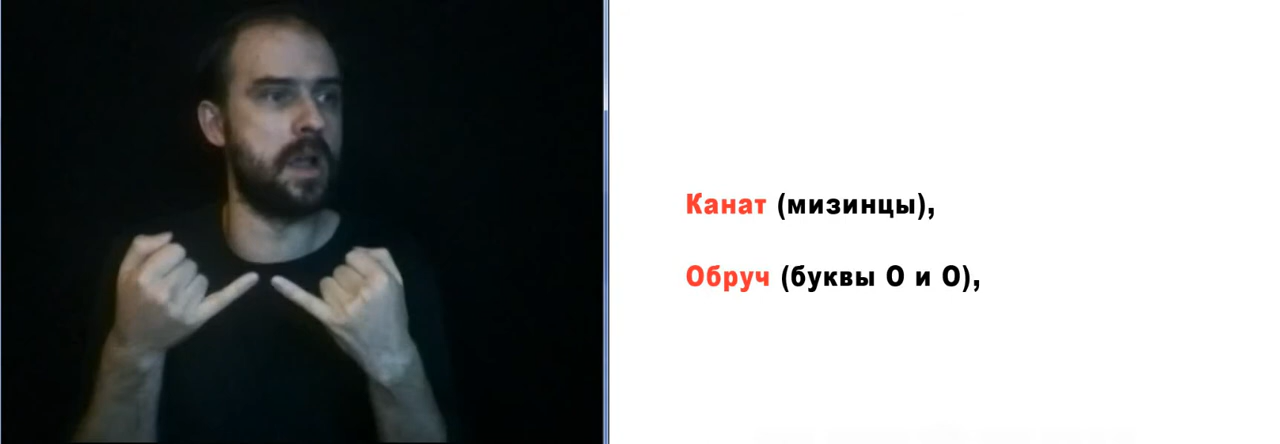 Канат (мизинцы),
Обруч (буквы О и О),